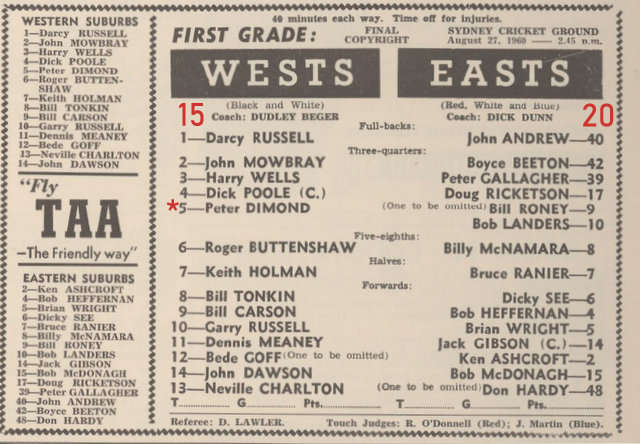 WESTERN SUBURBS
1—Darcy RUSSELL
2—John MOWBRAY
3—Harry WELLS
4—Dick POOLE
5—Peter DIMOND
6—Roger BUTTEN-
SHAW
7—Keith HOLMAN
8—Bill TONKIN
9—Bill CARSON
10—Garry RUSSELL
11—Dennis MEANEY
12—Bede GOFF
13—Neville CHARLTON
14—John DAWSON
"Fly
TAA
—The Friendly way"
EASTERN SUBURBS
2—Ken ASHCROFT
4—Bob HEFFERNAN
5—Brian WRIGHT
6—Dicky SEE
7—Bruce RANIER
8—Billy McNAMARA
9—Bill RONEY
10—Bob LANDERS
14—Jack GIBSON
15—Bob McDONAGH
17—Doug RICKETSON
39—Peter GALLAGHER
40—John ANDREW
42—Boyce BEETON
48—Don HARDY
40 minutes each way. Time off for injuries.
FIRST GRADE: FINAL COPYRIGHT SYDNEY CRICKET GROUND
August 27, 1960 — 2.45 p.m.
WESTS EASTS
(Black and White) (Red, White and Blue)
15 Coach: DUDLEY BEGER Coach: DICK DUNN 20
Full-backs:
1—Darcy RUSSELL John ANDREW—40
Three-quarters:
2—John MOWBRAY Boyce BEETON—42
3—Harry WELLS Peter GALLAGHER—39
4—Dick POOLE (C.) Doug RICKETSON—17
*5—Peter DIMOND (One to be omitted) Bill RONEY—9
Bob LANDERS—10
Five-eighths:
6—Roger BUTTENSHAW Billy McNAMARA—8
Halves:
7—Keith HOLMAN Bruce RANIER—7
Forwards:
8—Bill TONKIN Dicky SEE—6
9—Bill CARSON Bob HEFFERNAN—4
10—Garry RUSSELL Brian WRIGHT—5
11—Dennis MEANEY Jack GIBSON (C.)—14
12—Bede GOFF (One to be omitted) Ken ASHCROFT—2
14—John DAWSON Bob McDONAGH—15
13—Neville CHARLTON (One to be omitted) Don HARDY—48
T. G. Pts. T. G. Pts.
Referee: D. LAWLER. Touch Judges: R. O'Donnell (Red); J. Martin (Blue).